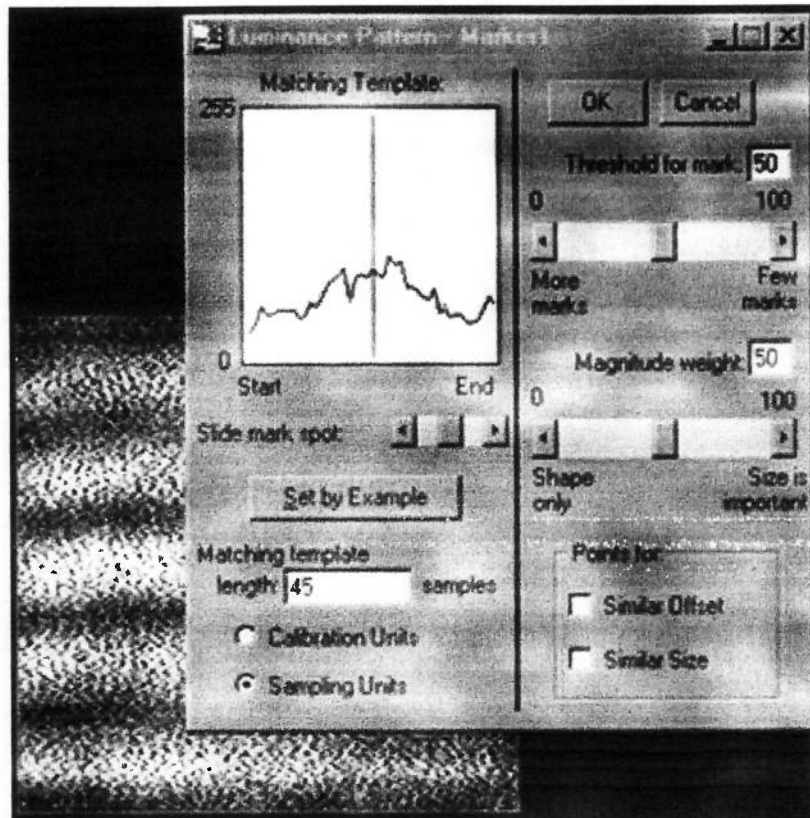 Luminance Pattern - Marker1
Matching Template:
255
0
Start
End
Slide mark spot:
Set by Example
Matching template
length: 45 samples
Calibration Units
Sampling Units
OK
Cancel
Threshold for mark: 50
0
100
More
marks
Few
marks
Magnitude weight: 50
0
100
Shape
only
Size is
important
Points for:
Similar Offset
Similar Size